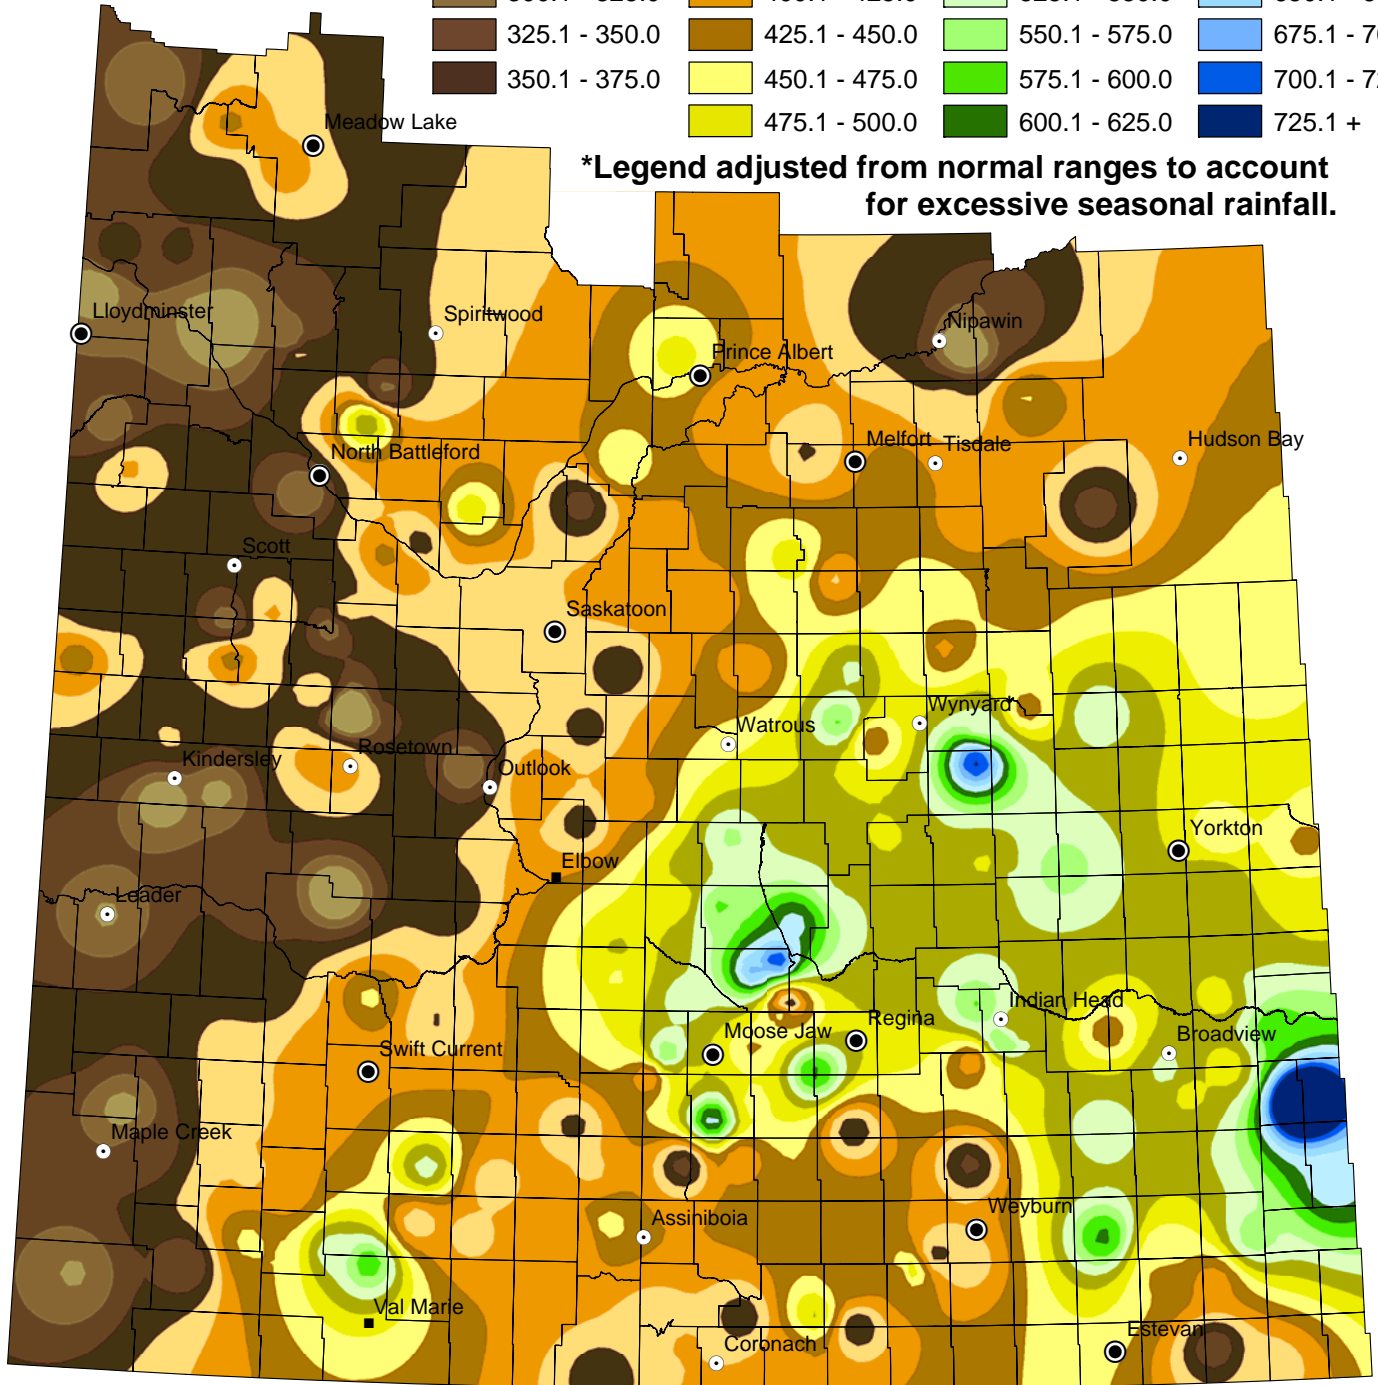 325.1 - 350.0
425.1 - 450.0
550.1 - 575.0
675.1 - 7
350.1 - 375.0
450.1 - 475.0
575.1 - 600.0
700.1 - 7
475.1 - 500.0
600.1 - 625.0
725.1 +
*Legend adjusted from normal ranges to account
for excessive seasonal rainfall.
Meadow Lake
Lloydminster
Spiritwood
Nipawin
Prince Albert
North Battleford
Melfort
Tisdale
Hudson Bay
Scott
Saskatoon
Wynyard
Watrous
Rosetown
Kindersley
Outlook
Yorkton
Elbow
Leader
Indian Head
Regina
Moose Jaw
Broadview
Swift Current
Maple Creek
Weyburn
Assiniboia
Val Marie
Estevan
Coronach